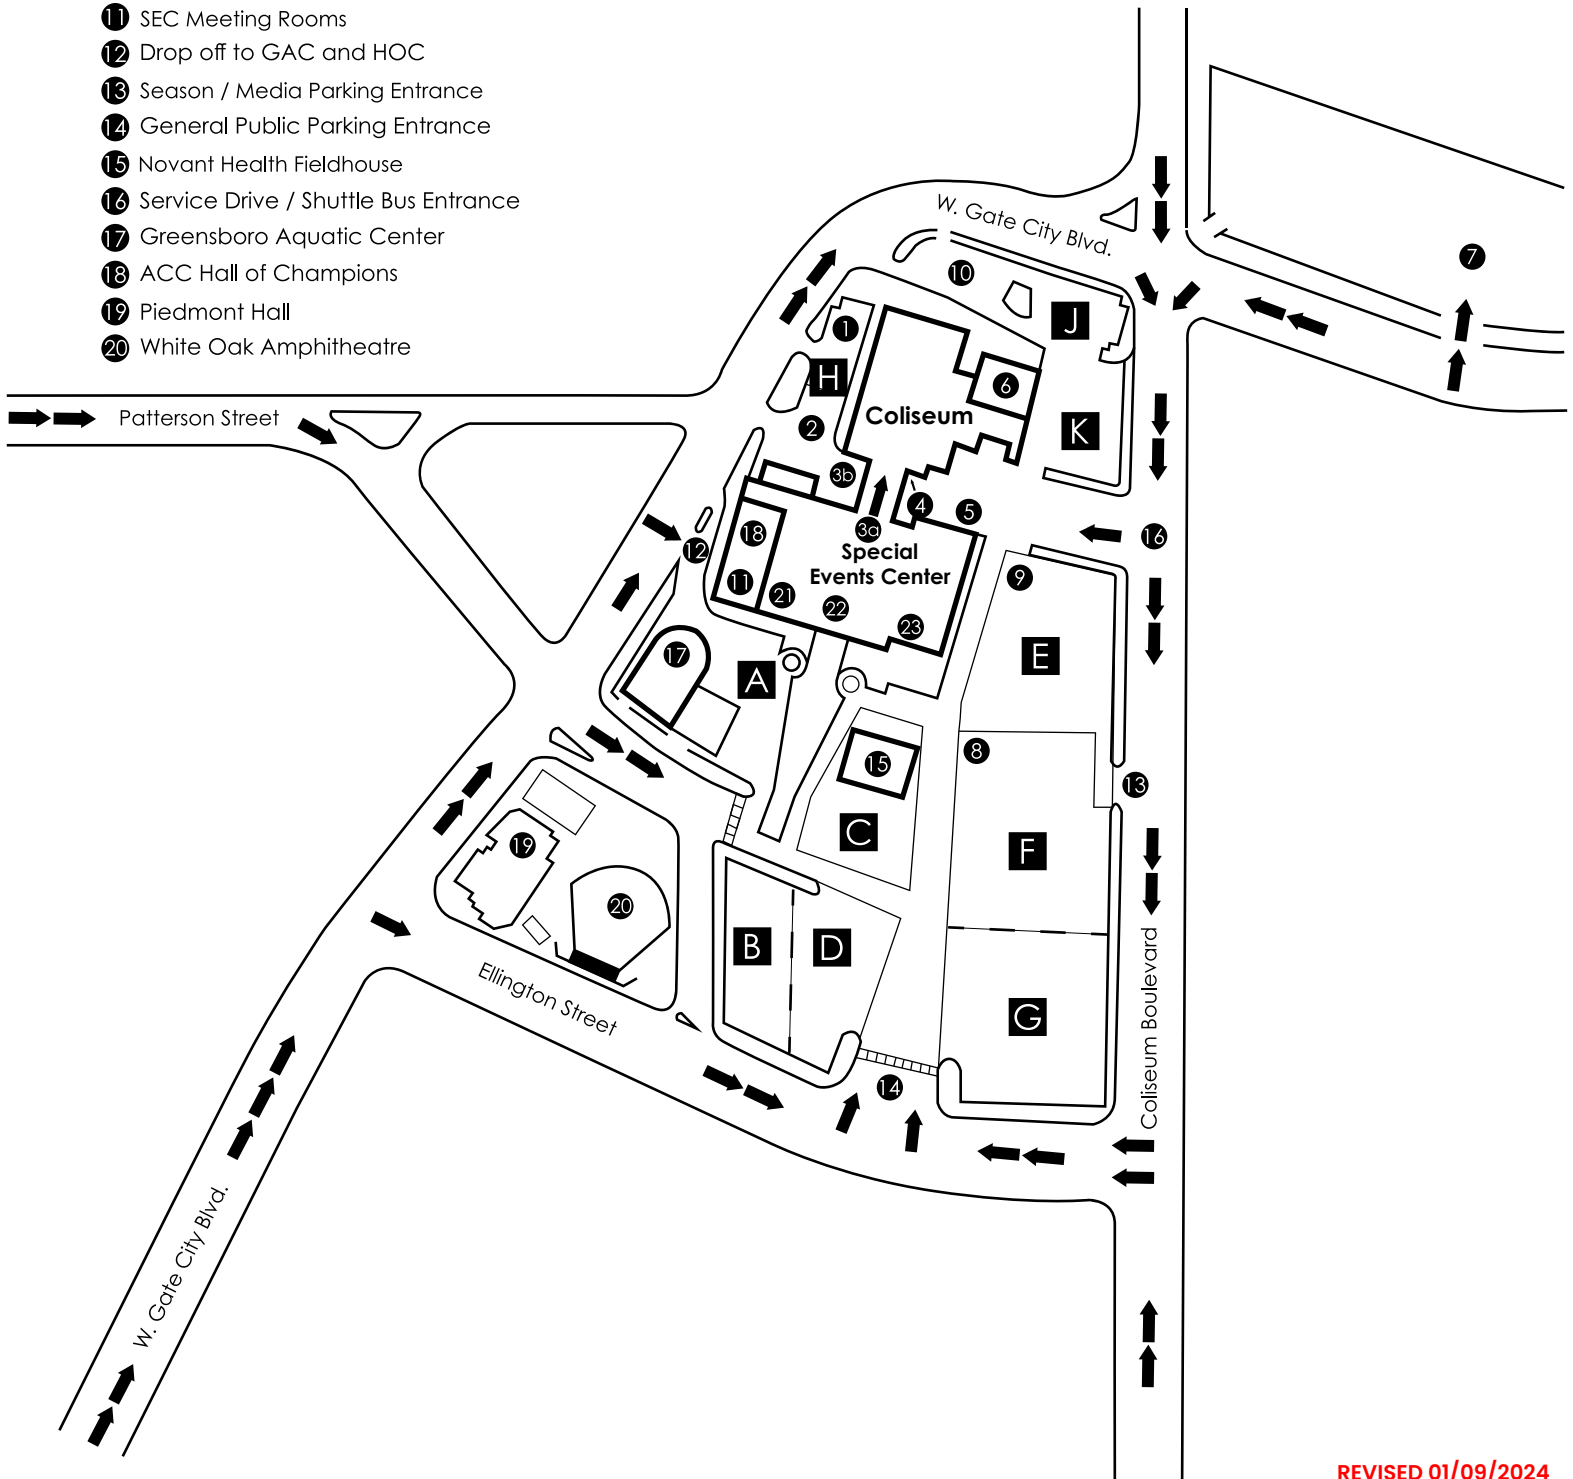 11 SEC Meeting Rooms
12 Drop off to GAC and HOC
13 Season / Media Parking Entrance
14 General Public Parking Entrance
15 Novant Health Fieldhouse
16 Service Drive / Shuttle Bus Entrance
17 Greensboro Aquatic Center
18 ACC Hall of Champions
19 Piedmont Hall
20 White Oak Amphitheatre
W. Gate City Blvd.
7
10
J
1
H
6
Patterson Street
Coliseum
K
2
3b
4
5
3a
16
18
12
Special
Events Center
11
21
22
23
9
E
17
A
8
15
13
C
F
19
20
B
D
G
Ellington Street
Coliseum Boulevard
14
W. Gate City Blvd.
REVISED 01/09/2024